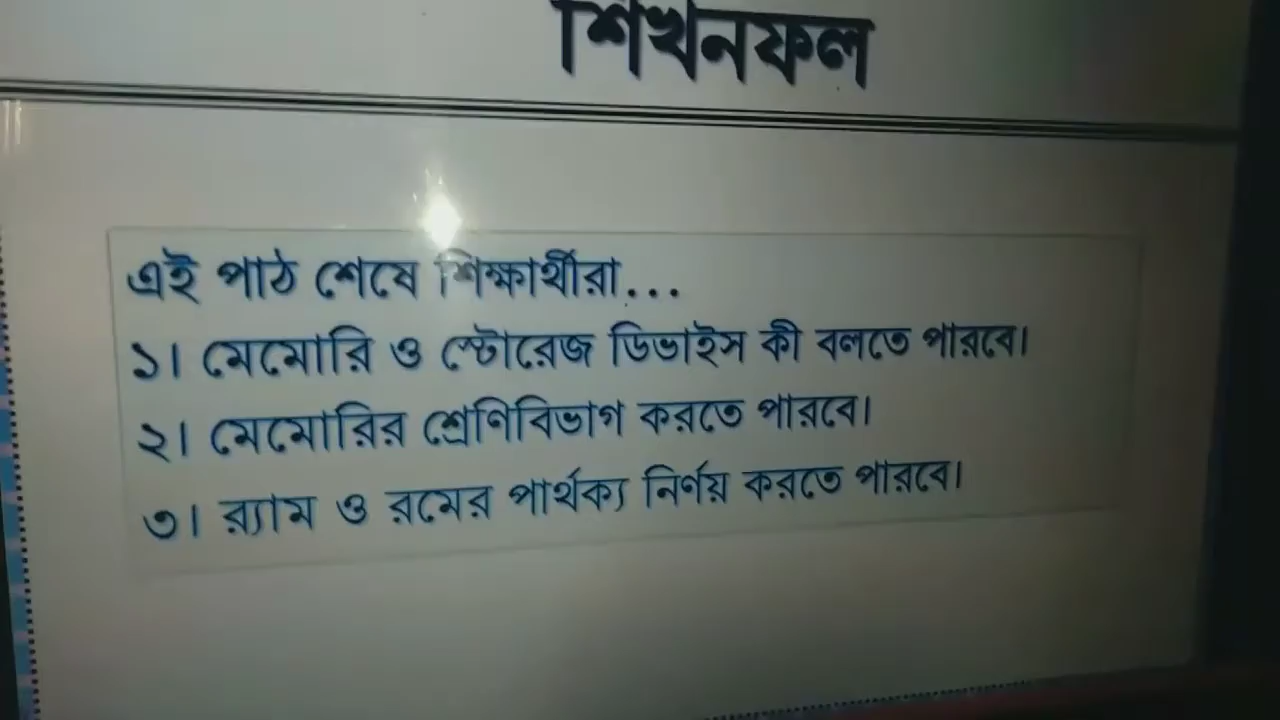 শিখনফল
এই পাঠ শেষে শিক্ষার্থীরা...
১। মেমোরি ও স্টোরেজ ডিভাইস কী বলতে পারবে।
২। মেমোরির শ্রেণিবিভাগ করতে পারবে।
৩। র‍্যাম ও রমের পার্থক্য নির্ণয় করতে পারবে।